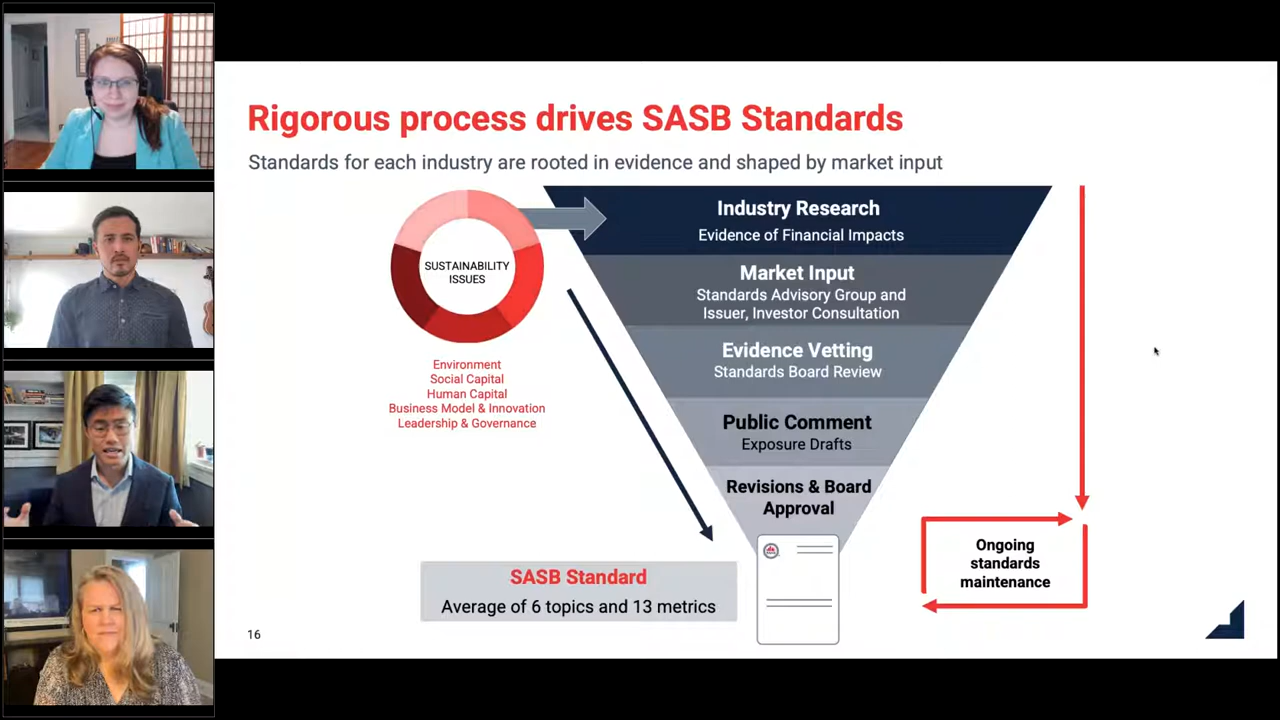 Rigorous process drives SASB Standards
Standards for each industry are rooted in evidence and shaped by market input
SUSTAINABILITY
ISSUES
Environment
Social Capital
Human Capital
Business Model & Innovation
Leadership & Governance
Industry Research
Evidence of Financial Impacts
Market Input
Standards Advisory Group and
Issuer, Investor Consultation
Evidence Vetting
Standards Board Review
Public Comment
Exposure Drafts
Revisions & Board
Approval
SASB Standard
Average of 6 topics and 13 metrics
Ongoing
standards
maintenance
16